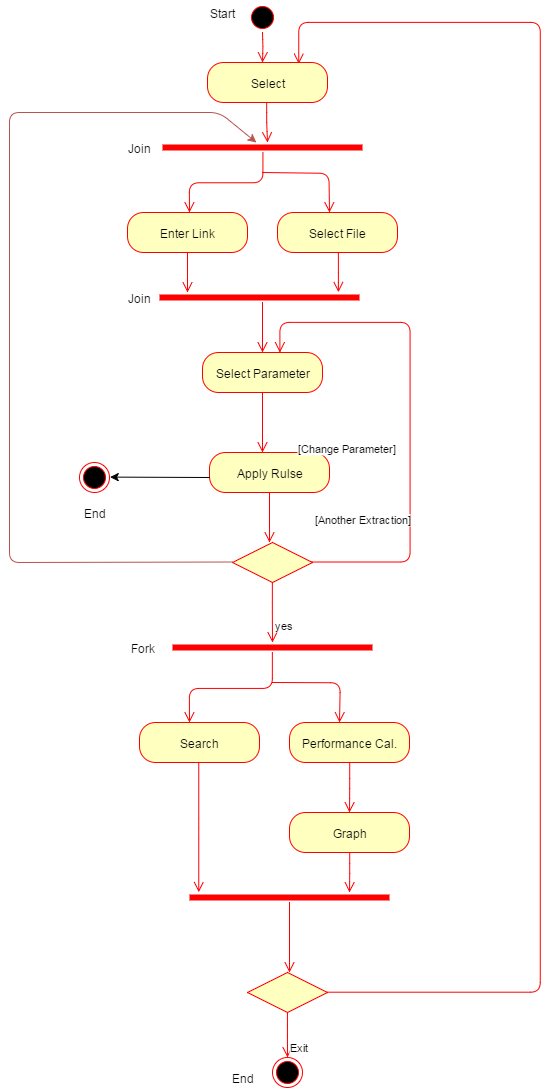 Start
Select
Join
Enter Link
Select File
Join
Select Parameter
[Change Parameter]
Apply Rulse
End
[Another Extraction]
yes
Fork
Search
Performance Cal.
Graph
Exit
End